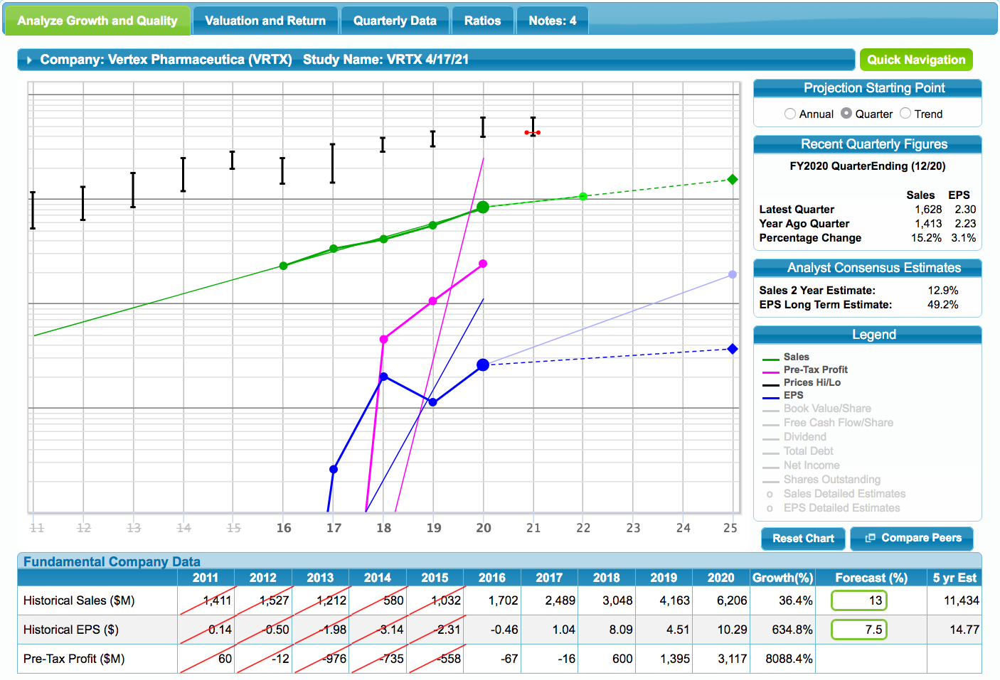 Analyze Growth and Quality Valuation and Return Quarterly Data Ratios Notes: 4
Company: Vertex Pharmaceutica (VRTX) Study Name: VRTX 4/17/21 Quick Navigation
Projection Starting Point
Annual Quarter Trend
Recent Quarterly Figures
FY2020 QuarterEnding (12/20)
Sales EPS
Latest Quarter 1,628 2.30
Year Ago Quarter 1,413 2.23
Percentage Change 15.2% 3.1%
Analyst Consensus Estimates
Sales 2 Year Estimate: 12.9%
EPS Long Term Estimate: 49.2%
Legend
Sales
Pre-Tax Profit
Prices Hi/Lo
EPS
Book Value/Share
Free Cash Flow/Share
Dividend
Total Debt
Net Income
Shares Outstanding
o Sales Detailed Estimates
o EPS Detailed Estimates
11 12 13 14 15 16 17 18 19 20 21 22 23 24 25
Reset Chart Compare Peers
Fundamental Company Data
2011 2012 2013 2014 2015 2016 2017 2018 2019 2020 Growth(%) Forecast (%) 5 yr Est
Historical Sales ($M) 1,411 1,527 1,212 580 1,032 1,702 2,489 3,048 4,163 6,206 36.4% 13 11,434
Historical EPS ($) 0.14 -0.50 -1.98 -3.14 -2.31 -0.46 1.04 8.09 4.51 10.29 634.8% 7.5 14.77
Pre-Tax Profit ($M) 60 -12 -976 -735 -558 -67 -16 600 1,395 3,117 8088.4%